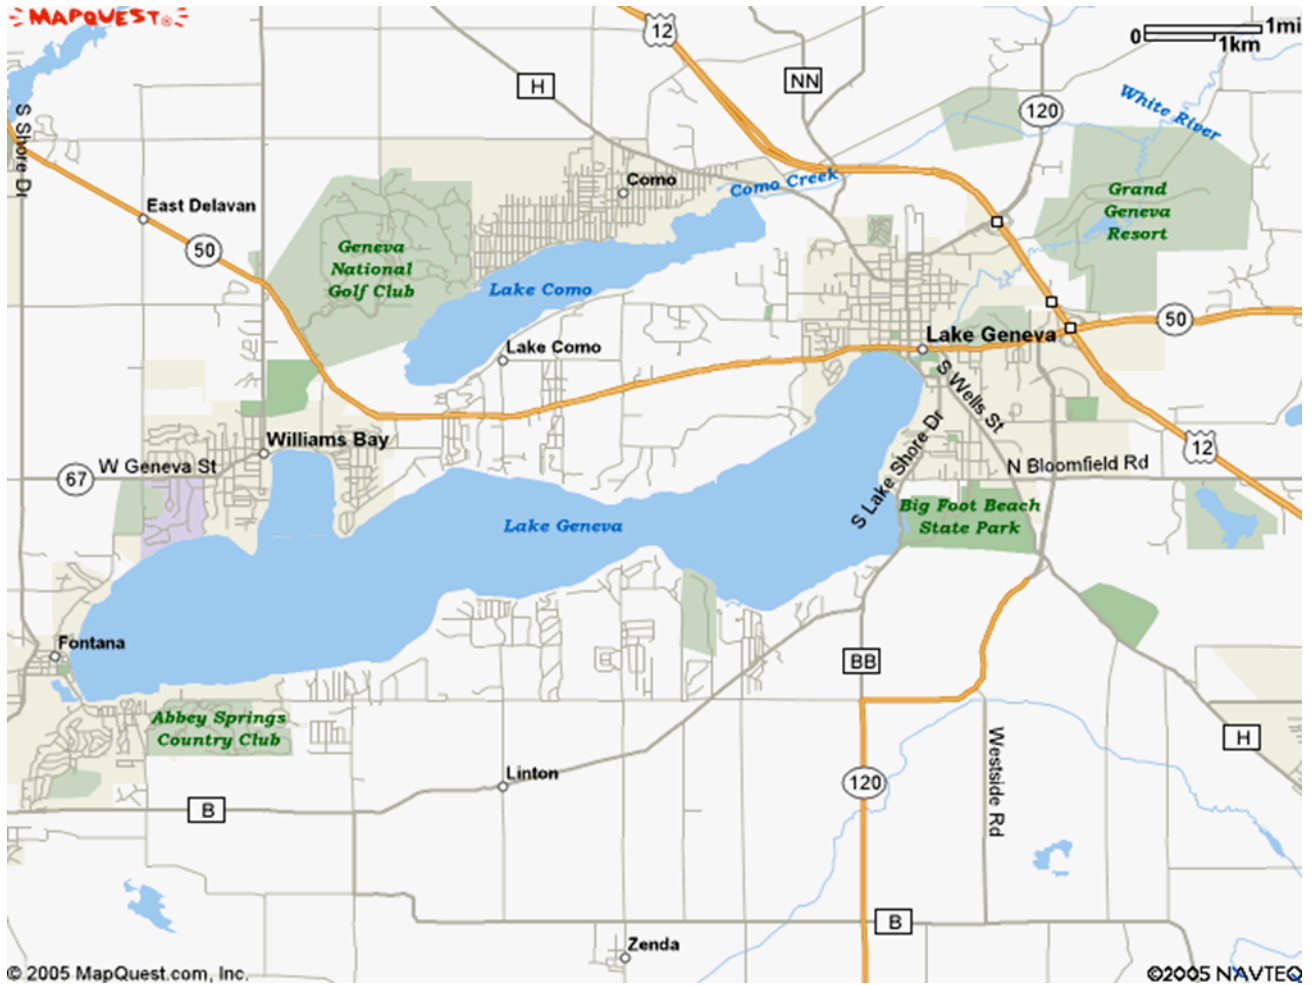 MAPQUEST
12
0
1mi
1km
H
NN
120
White River
S Shore Dr
Como
Como Creek
Grand
Geneva
Resort
East Delavan
50
Geneva
National
Golf Club
Lake Como
50
Lake Geneva
Lake Como
S Wells St
Williams Bay
S Lake Shore Dr
12
67
W Geneva St
N Bloomfield Rd
Lake Geneva
Big Foot Beach
State Park
Fontana
BB
Abbey Springs
Country Club
H
Westside Rd
Linton
120
B
B
Zenda
© 2005 MapQuest.com, Inc.
©2005 NAVTEQ